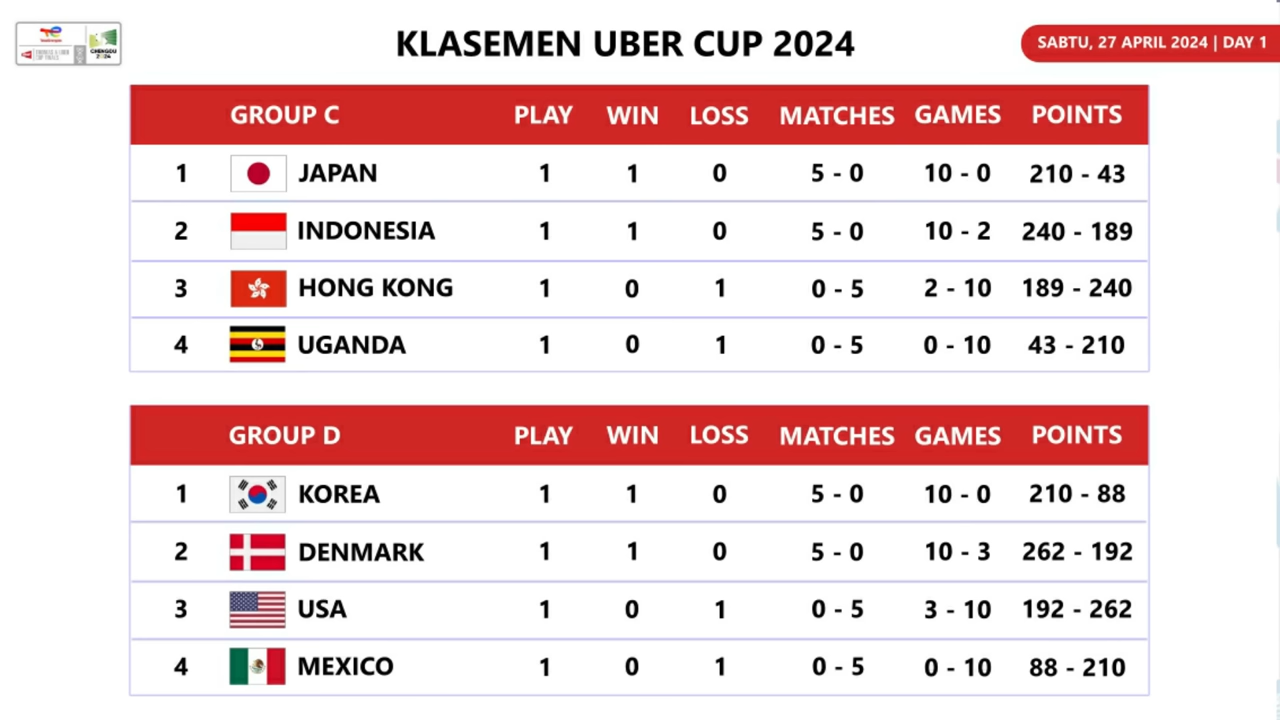 KLASEMEN UBER CUP 2024
SABTU, 27 APRIL 2024 | DAY 1
CHENGDU
2024
GROUP C PLAY WIN LOSS MATCHES GAMES POINTS
1 JAPAN 1 1 0 5 - 0 10 - 0 210 - 43
2 INDONESIA 1 1 0 5 - 0 10 - 2 240 - 189
3 HONG KONG 1 0 1 0 - 5 2 - 10 189 - 240
4 UGANDA 1 0 1 0 - 5 0 - 10 43 - 210
GROUP D PLAY WIN LOSS MATCHES GAMES POINTS
1 KOREA 1 1 0 5 - 0 10 - 0 210 - 88
2 DENMARK 1 1 0 5 - 0 10 - 3 262 - 192
3 USA 1 0 1 0 - 5 3 - 10 192 - 262
4 MEXICO 1 0 1 0 - 5 0 - 10 88 - 210